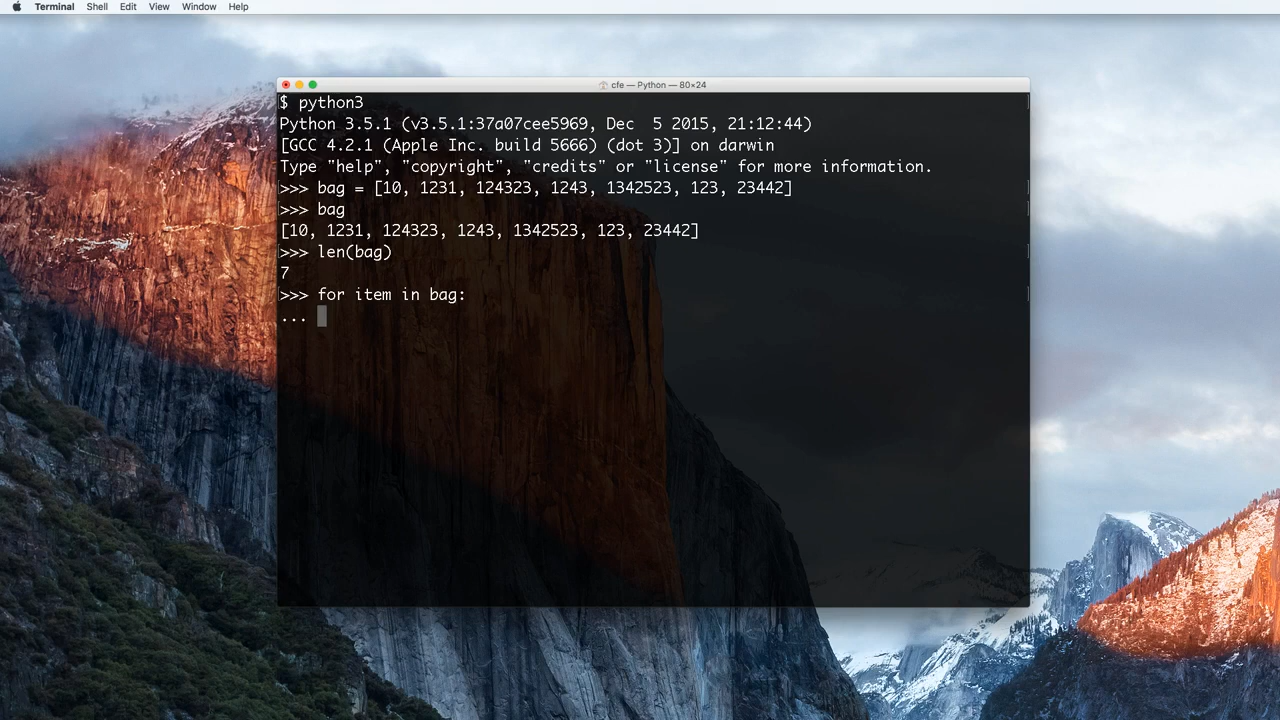 Terminal Shell Edit View Window Help
cfe — Python — 80×24
$ python3
Python 3.5.1 (v3.5.1:37a07cee5969, Dec  5 2015, 21:12:44)
[GCC 4.2.1 (Apple Inc. build 5666) (dot 3)] on darwin
Type "help", "copyright", "credits" or "license" for more information.
>>> bag = [10, 1231, 124323, 1243, 1342523, 123, 23442]
>>> bag
[10, 1231, 124323, 1243, 1342523, 123, 23442]
>>> len(bag)
7
>>> for item in bag:
...